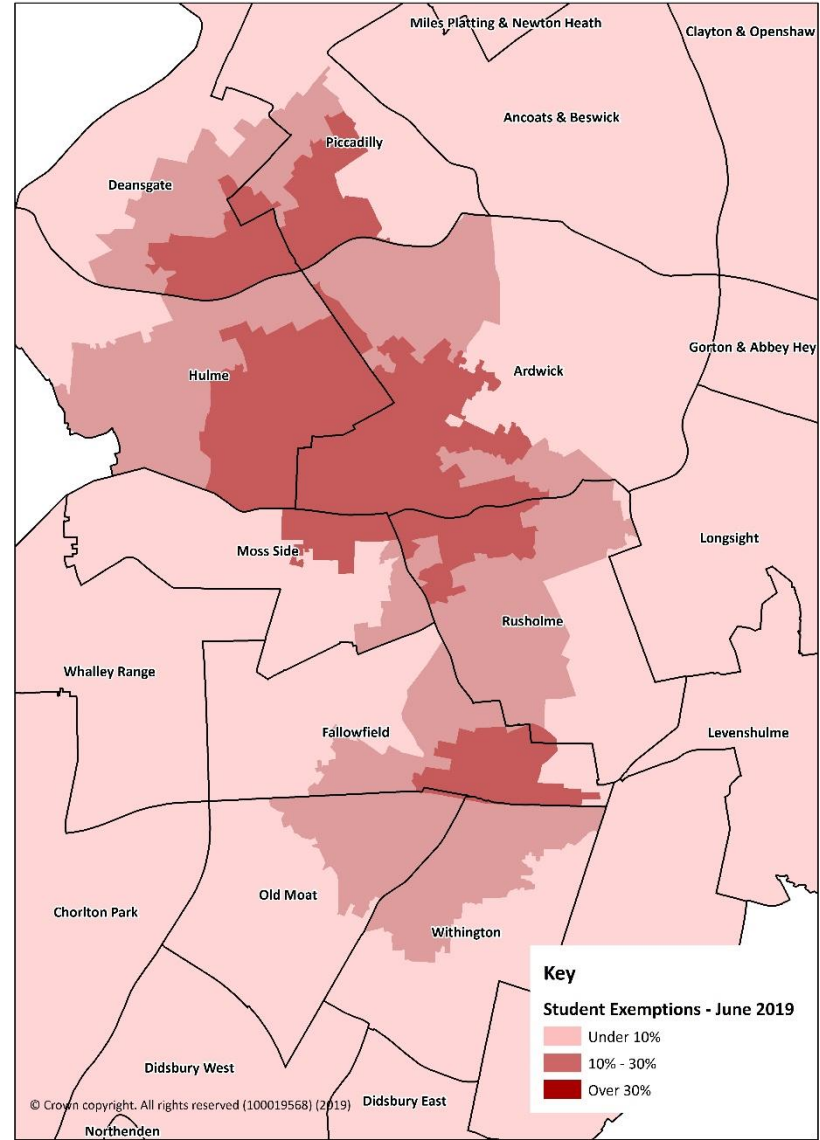 Miles Platting & Newton Heath
Clayton & Openshaw
Ancoats & Beswick
Piccadilly
Deansgate
Gorton & Abbey Hey
Ardwick
Hulme
Longsight
Moss Side
Rusholme
Whalley Range
Fallowfield
Levenshulme
Old Moat
Chorlton Park
Withington
Key
Student Exemptions - June 2019
Under 10%
10% - 30%
Over 30%
Didsbury West
Didsbury East
© Crown copyright. All rights reserved (100019568) (2019)
Northenden